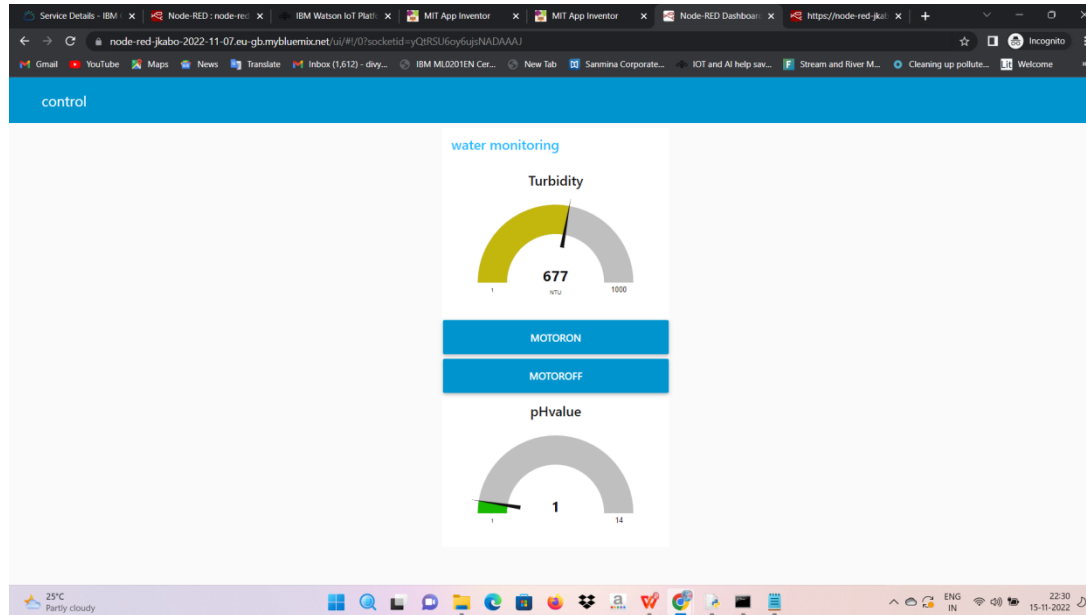 Service Details - IBM
Node-RED : node-red
IBM Watson IoT Platf
MIT App Inventor
MIT App Inventor
Node-RED Dashboard
https://node-red-jkab
node-red-jkabo-2022-11-07.eu-gb.mybluemix.net/ui/#!/0?socketid=yQtRSU6oy6ujsNADAAAJ
Incognito
Gmail
YouTube
Maps
News
Translate
Inbox (1,612) - divy...
IBM ML0201EN Cer...
New Tab
Sanmina Corporate...
IOT and AI help sav...
Stream and River M...
Cleaning up pollute...
Lit
Welcome
control
water monitoring
Turbidity
677
NTU
1
1000
MOTORON
MOTOROFF
pHvalue
1
1
14
25°C
Partly cloudy
ENG
IN
22:30
15-11-2022